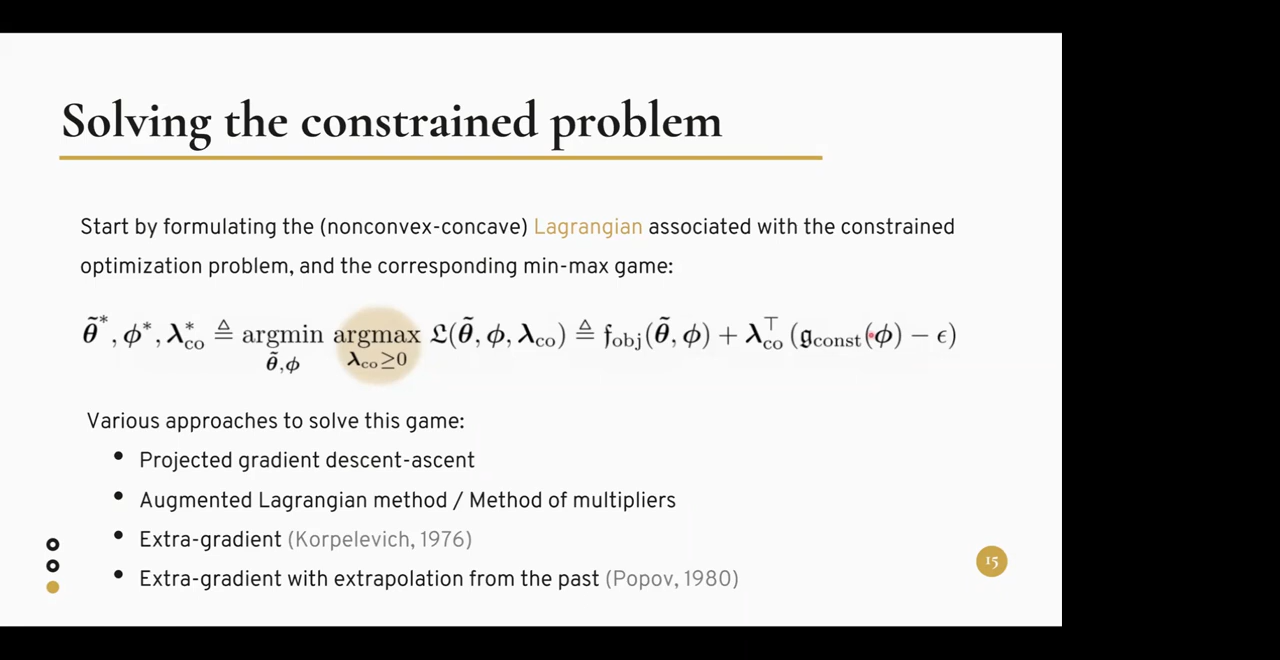 Solving the constrained problem
Start by formulating the (nonconvex-concave) Lagrangian associated with the constrained
optimization problem, and the corresponding min-max game:
θ̃*, ϕ*, λ*co ≜ argmin argmax 𝔏(θ̃, ϕ, λco) ≜ 𝔣obj(θ̃, ϕ) + λ⊤co (𝔤const(ϕ) − ϵ)
θ̃,ϕ λco≥0
Various approaches to solve this game:
• Projected gradient descent-ascent
• Augmented Lagrangian method / Method of multipliers
• Extra-gradient (Korpelevich, 1976)
• Extra-gradient with extrapolation from the past (Popov, 1980)
15